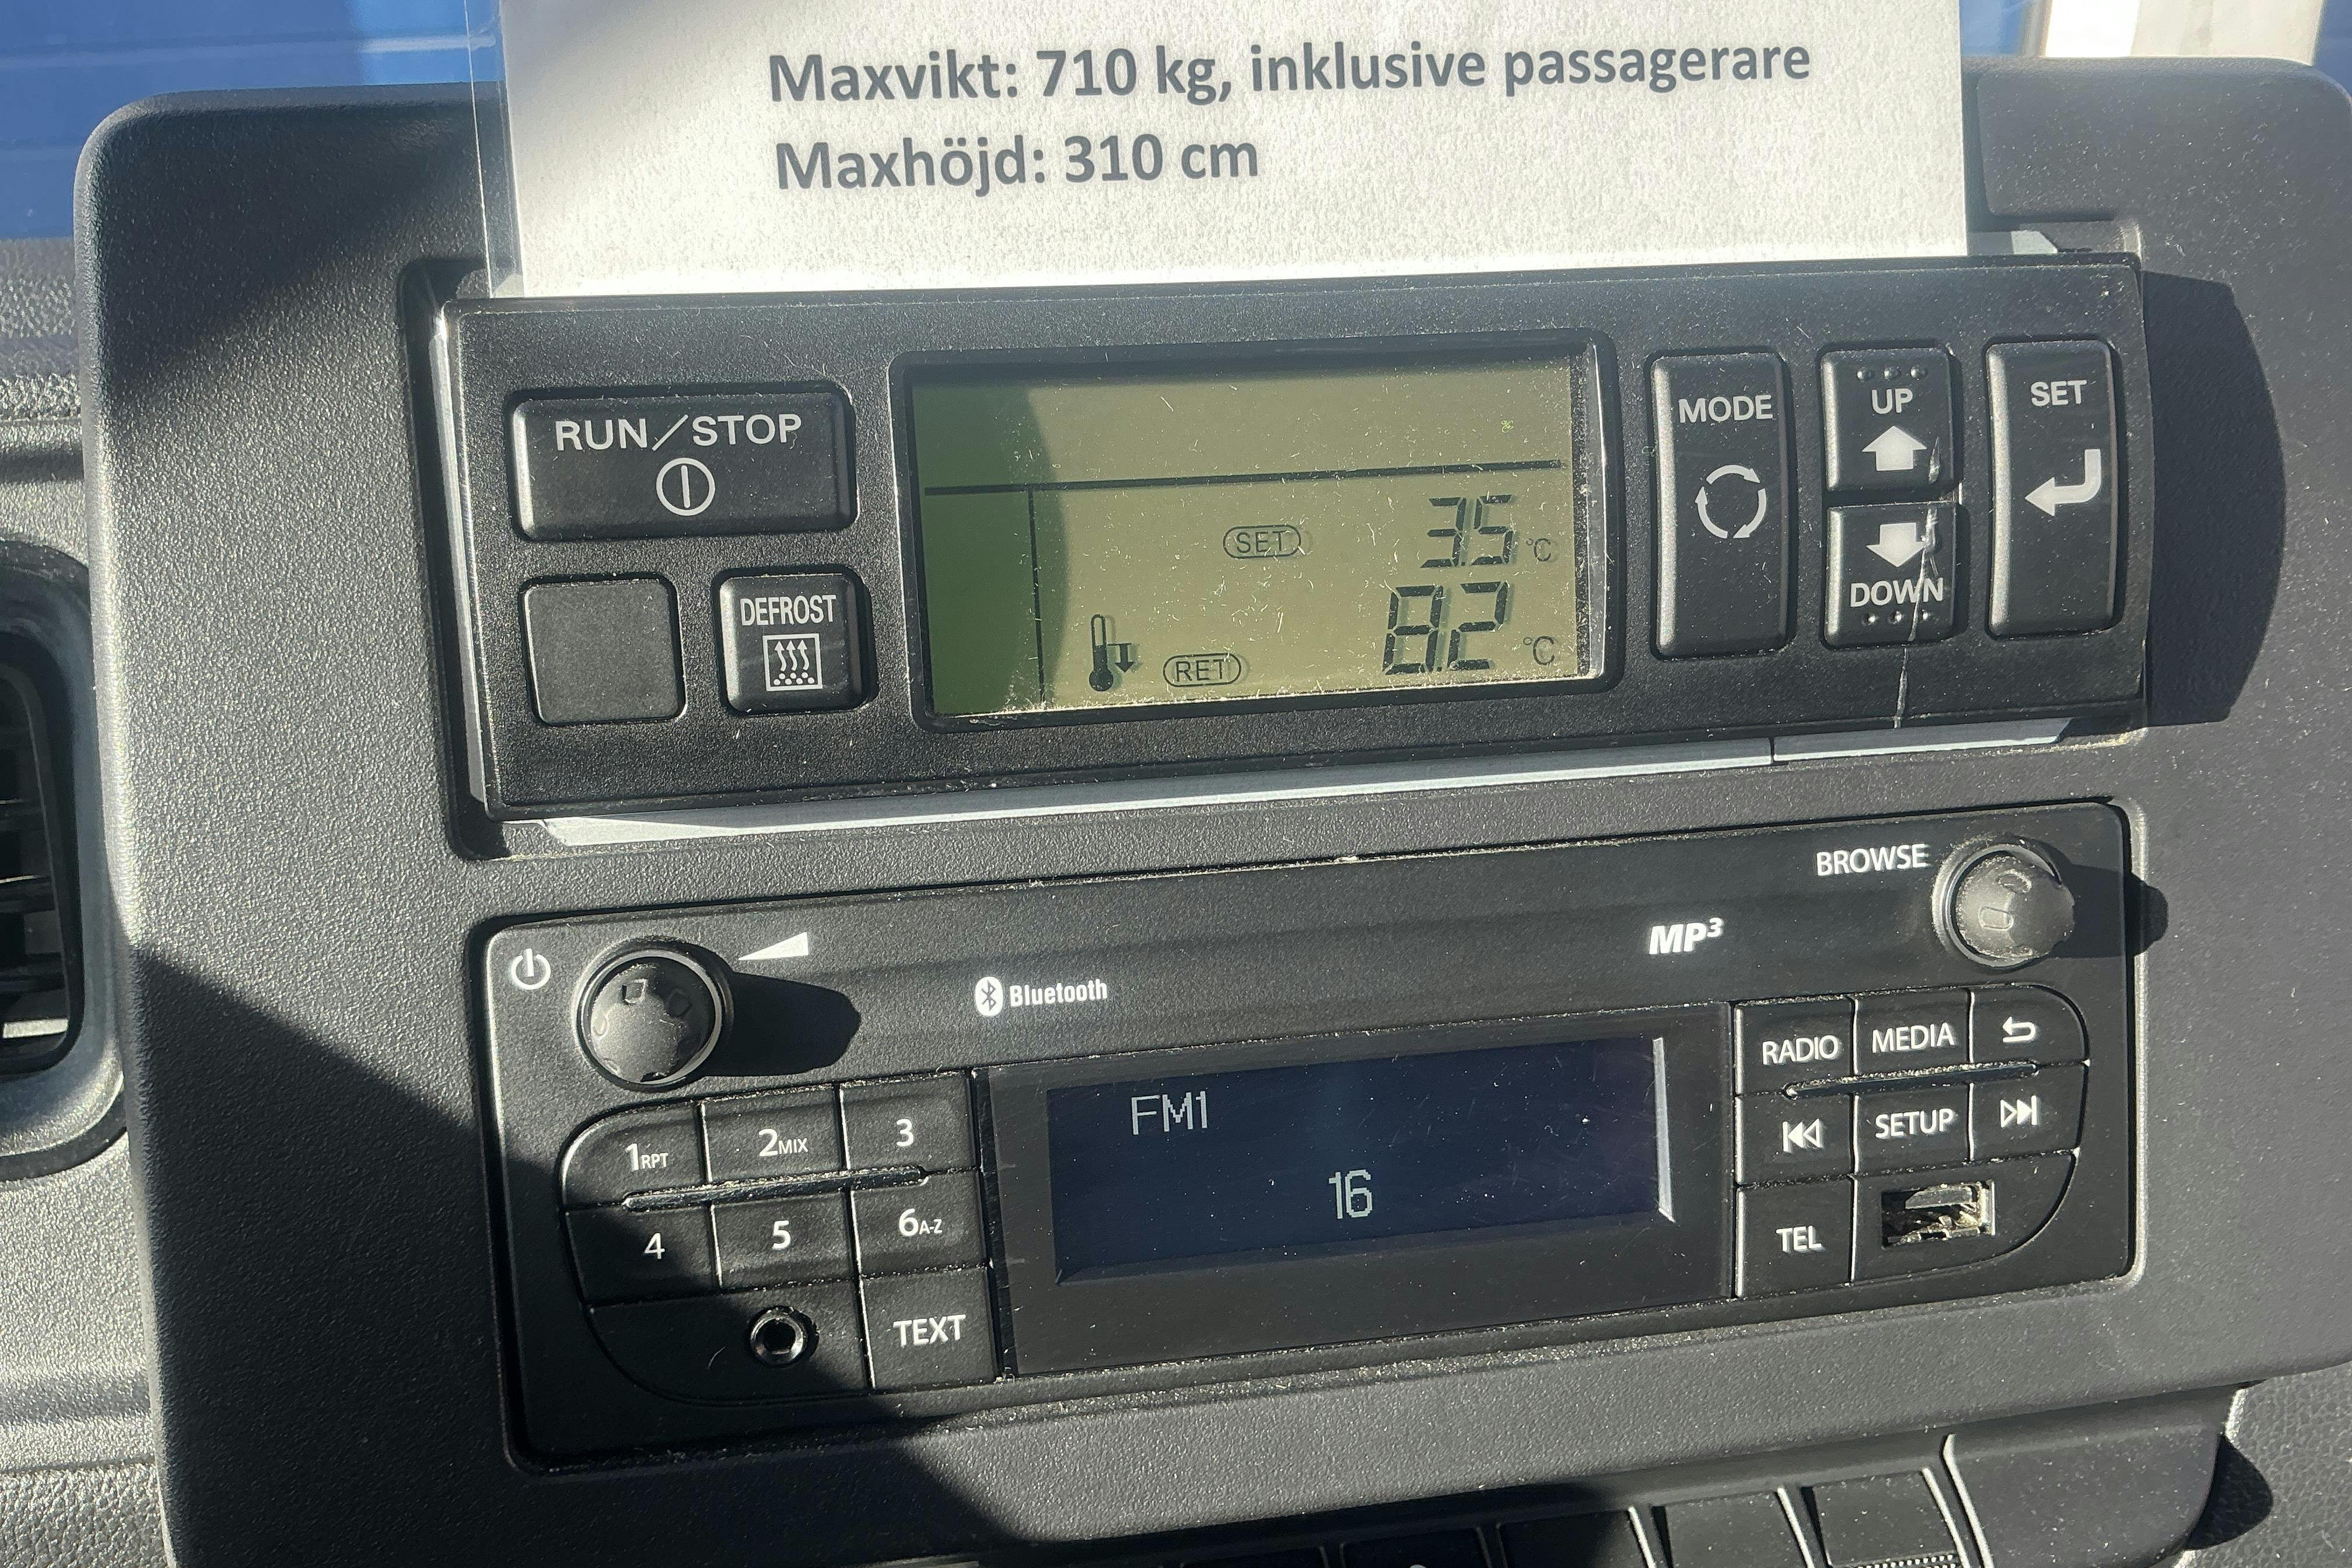 Maxvikt: 710 kg, inklusive passagerare
Maxhöjd: 310 cm
RUN/STOP
DEFROST
SET 3.5 °C
RET 8.2 °C
MODE
UP
DOWN
SET
BROWSE
MP3
Bluetooth
1RPT 2MIX 3
4 5 6A-Z
TEXT
FM1
16
RADIO MEDIA
SETUP
TEL